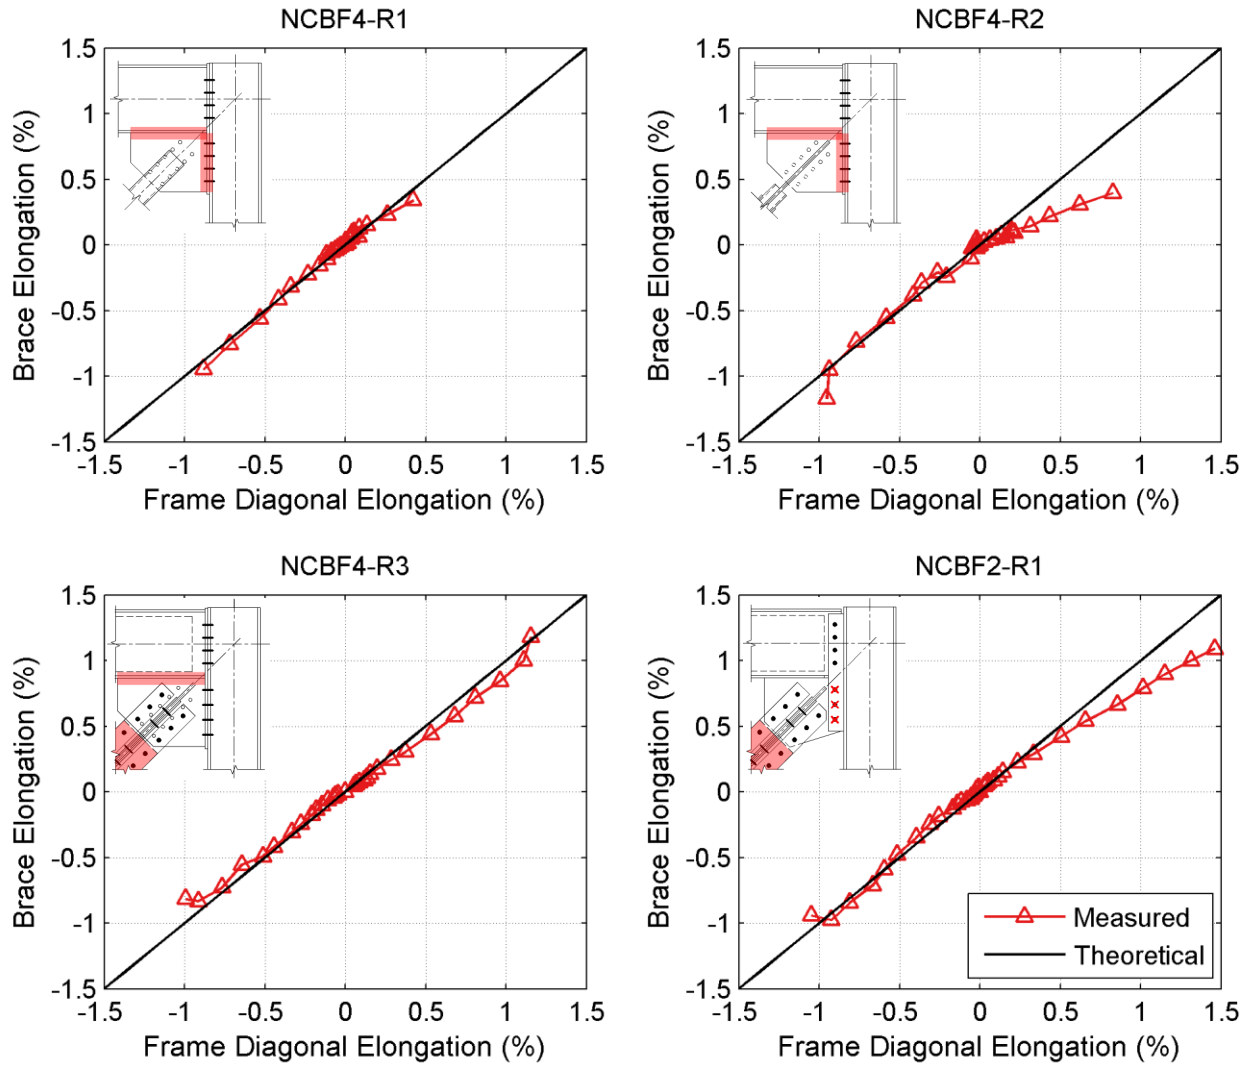 NCBF4-R1
1.5
1
0.5
0
-0.5
-1
-1.5
-1.5 -1 -0.5 0 0.5 1 1.5
Brace Elongation (%)
Frame Diagonal Elongation (%)
NCBF4-R2
1.5
1
0.5
0
-0.5
-1
-1.5
-1.5 -1 -0.5 0 0.5 1 1.5
Brace Elongation (%)
Frame Diagonal Elongation (%)
NCBF4-R3
1.5
1
0.5
0
-0.5
-1
-1.5
-1.5 -1 -0.5 0 0.5 1 1.5
Brace Elongation (%)
Frame Diagonal Elongation (%)
NCBF2-R1
1.5
1
0.5
0
-0.5
-1
-1.5
-1.5 -1 -0.5 0 0.5 1 1.5
Brace Elongation (%)
Frame Diagonal Elongation (%)
Measured
Theoretical